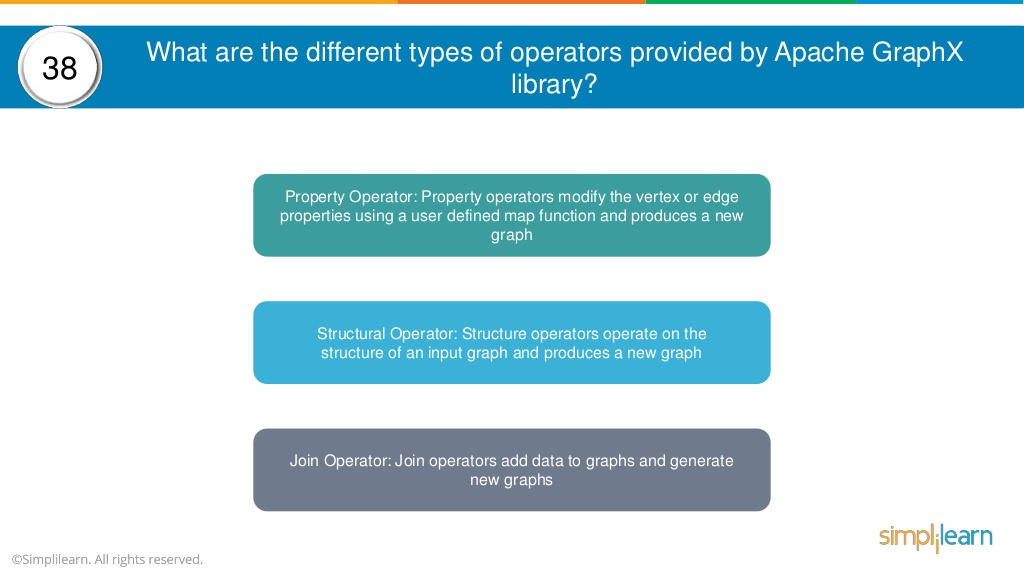 38
What are the different types of operators provided by Apache GraphX
library?
Property Operator: Property operators modify the vertex or edge
properties using a user defined map function and produces a new
graph
Structural Operator: Structure operators operate on the
structure of an input graph and produces a new graph
Join Operator: Join operators add data to graphs and generate
new graphs
simplilearn
©Simplilearn. All rights reserved.